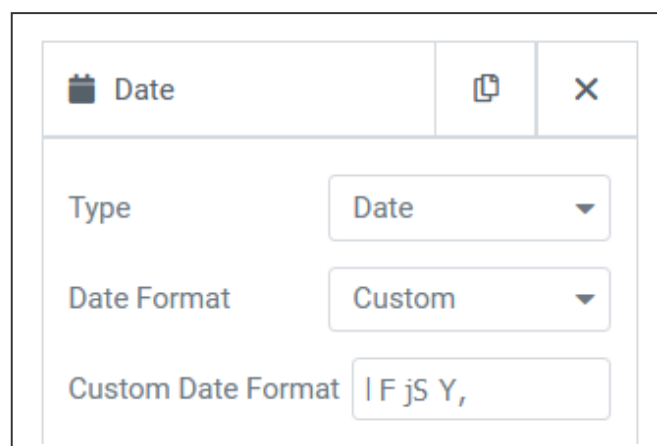 Date
Type Date
Date Format Custom
Custom Date Format l F jS Y,